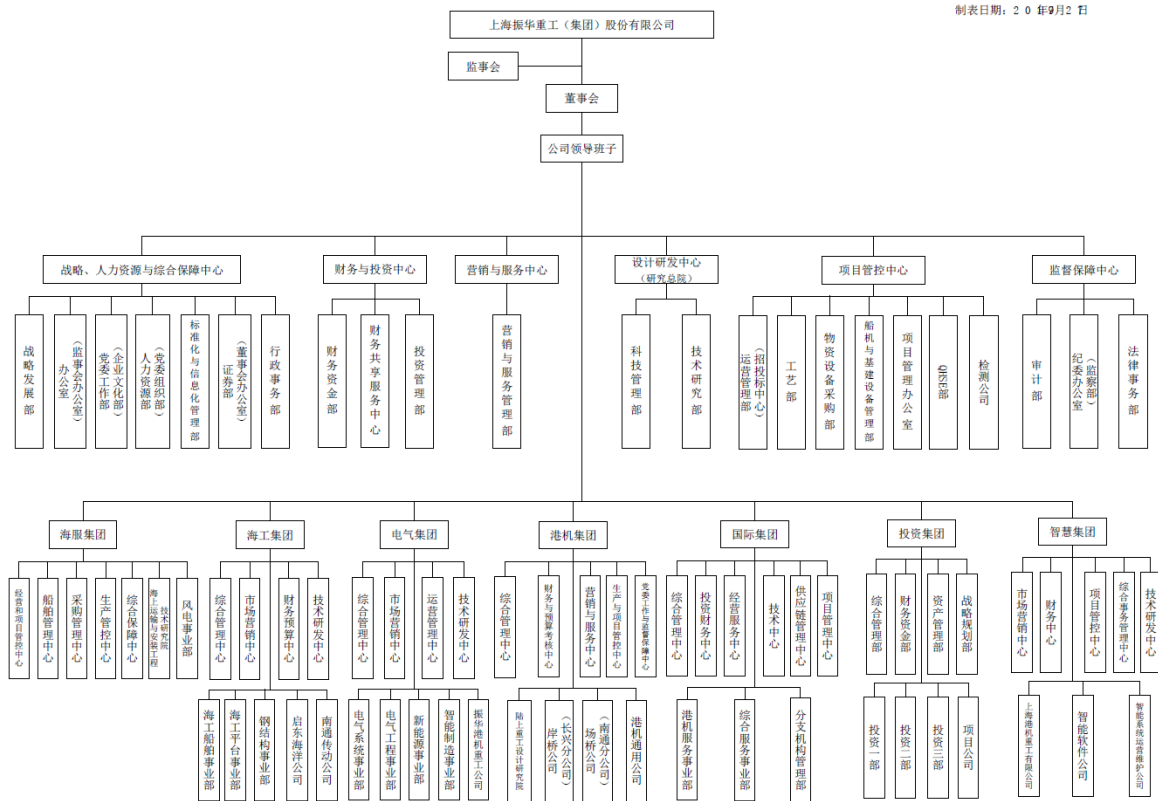 制表日期：
上海振华重工（集团）股份有限公司
监事会
董事会
公司领导班子
战略、人力资源与综合保障中心
财务与投资中心
营销与服务中心
设计研发中心
（研究总院）
项目管控中心
监督保障中心
战略发展部
（监事会办公室）
办公室
（企业文化部）
党委工作部
（党委组织部）
人力资源部
标准化与信息化管理部
（董事会办公室）
证券部
行政事务部
财务资金部
财务共享服务中心
投资管理部
营销与服务管理部
科技管理部
技术研究部
（招投标中心）
运营管理部
工艺部
物资设备采购部
船机与基建设备管理部
项目管理办公室
QHSE部
检测公司
审计部
（监察部）
纪委办公室
法律事务部
海服集团
海工集团
电气集团
港机集团
国际集团
投资集团
智慧集团
经营和项目管控中心
船舶管理中心
采购管理中心
生产管控中心
综合保障中心
技术研究院
海上运输与安装工程
风电事业部
综合管理中心
市场营销中心
财务预算中心
技术研发中心
综合管理中心
市场营销中心
运营管理中心
技术研发中心
综合管理中心
财务与预算考核中心
营销与服务中心
生产与项目管控中心
党委工作与监督保障中心
综合管理中心
投资财务中心
经营服务中心
技术中心
供应链管理中心
项目管理中心
综合管理部
财务资金部
资产管理部
战略规划部
市场营销中心
财务中心
项目管控中心
综合事务管理中心
技术研发中心
海工船舶事业部
海工平台事业部
钢结构事业部
启东海洋公司
南通传动公司
电气系统事业部
电气工程事业部
新能源事业部
智能制造事业部
振华港机重工公司
陆上重工设计研究院
（长兴分公司）
岸桥公司
（南通分公司）
场桥公司
港机通用公司
港机服务事业部
综合服务事业部
分支机构管理部
投资一部
投资二部
投资三部
项目公司
上海港机重工有限公司
智能软件公司
智能系统运营维护公司